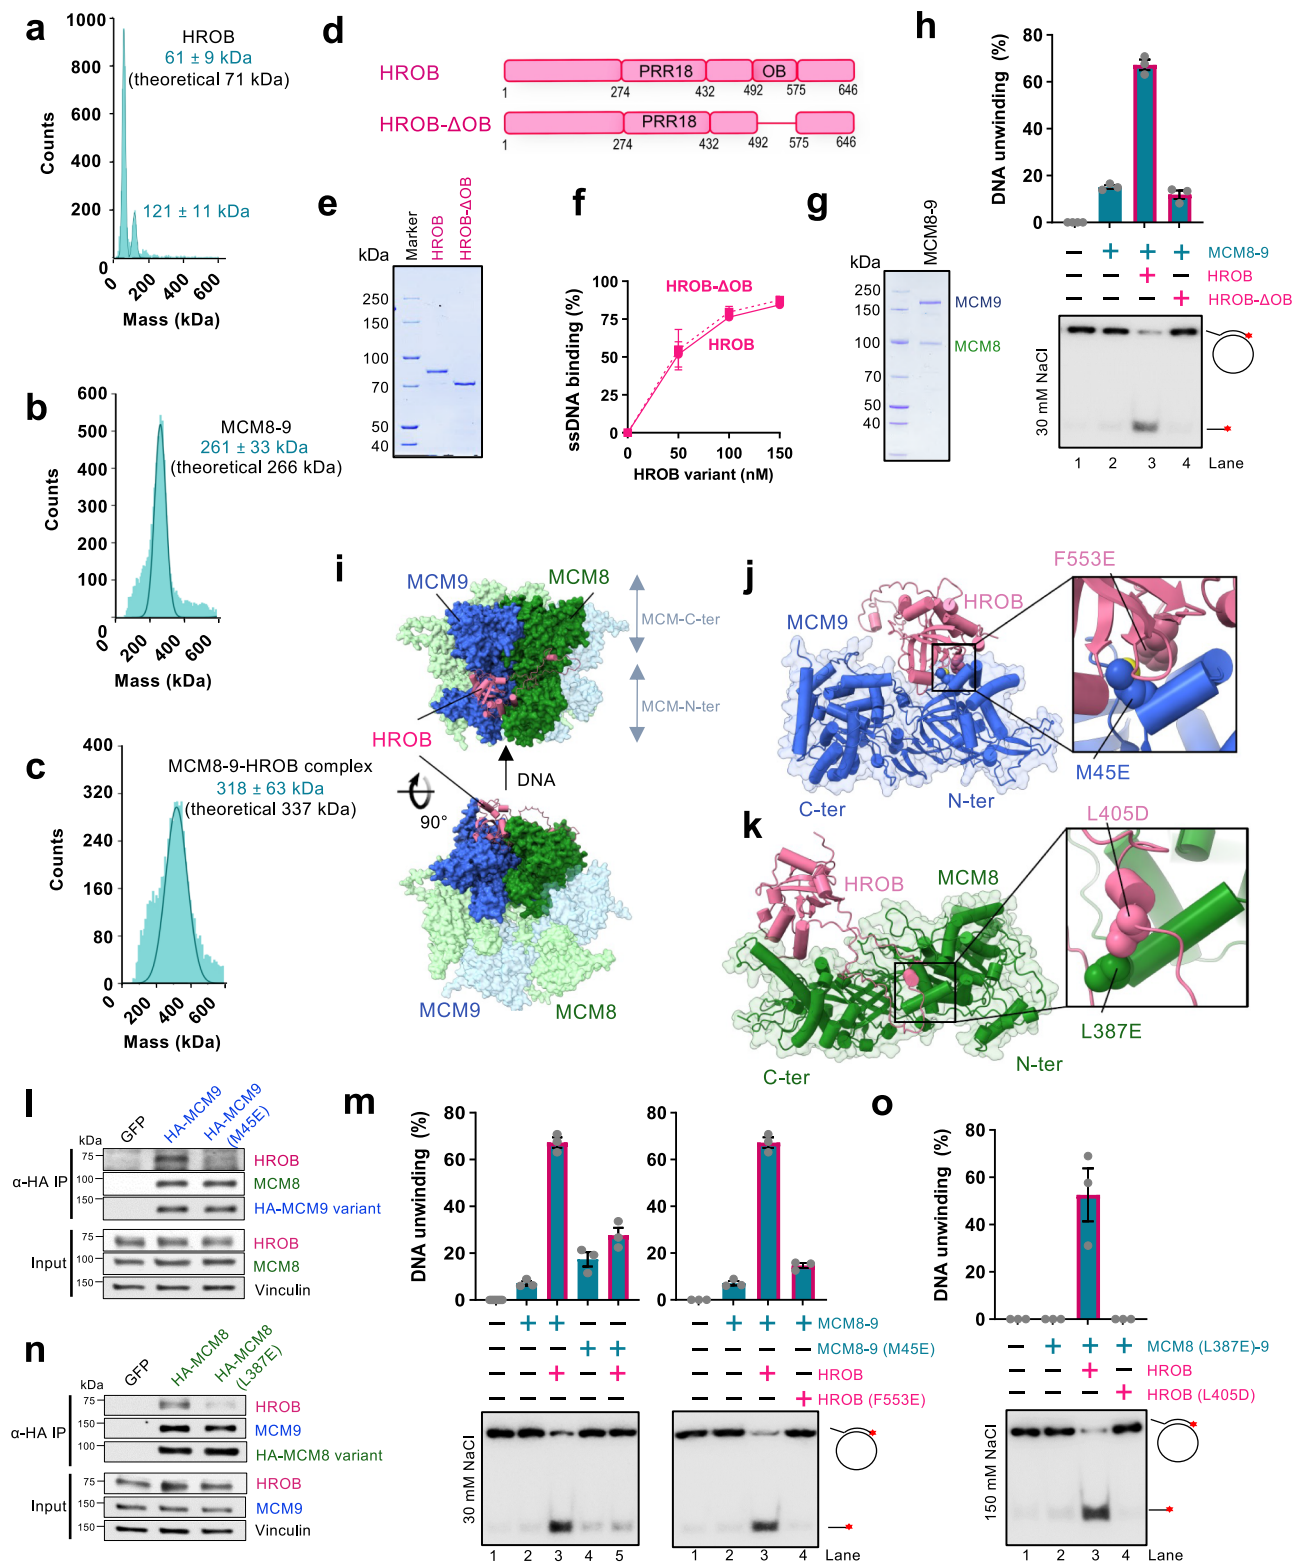 a
1000
800
600
400
200
0
Counts
HROB
61 ± 9 kDa
(theoretical 71 kDa)
121 ± 11 kDa
0 200 400 600
Mass (kDa)
b
600
500
400
300
200
100
0
Counts
MCM8-9
261 ± 33 kDa
(theoretical 266 kDa)
0 200 400 600
Mass (kDa)
c
400
320
240
160
80
0
Counts
MCM8-9-HROB complex
318 ± 63 kDa
(theoretical 337 kDa)
0 200 400 600
Mass (kDa)
d
HROB PRR18 OB
1 274 432 492 575 646
HROB-ΔOB PRR18
1 274 432 492 575 646
e
kDa Marker HROB HROB-ΔOB
250
150
100
70
50
40
f
ssDNA binding (%)
100
75
50
25
0
HROB-ΔOB
HROB
0 50 100 150
HROB variant (nM)
g
kDa MCM8-9
250
150
100
70
50
40
MCM9
MCM8
h
DNA unwinding (%)
80
60
40
20
0
– + + + MCM8-9
– – + – HROB
– – – + HROB-ΔOB
30 mM NaCl
1 2 3 4 Lane
i
MCM9 MCM8
MCM-C-ter
MCM-N-ter
HROB
DNA
90°
MCM9 MCM8
j
MCM9
HROB
F553E
M45E
C-ter N-ter
k
HROB
MCM8
L405D
L387E
C-ter N-ter
l
GFP HA-MCM9 HA-MCM9 (M45E)
kDa
α-HA IP
75 HROB
100 MCM8
150 HA-MCM9 variant
Input
75 HROB
100 MCM8
150 Vinculin
m
DNA unwinding (%)
80
60
40
20
0
80
60
40
20
0
– + + – – – + + + MCM8-9
– – – + + – – – – MCM8-9 (M45E)
– – + – + – – + – HROB
– – – – – – – – + HROB (F553E)
30 mM NaCl
1 2 3 4 5 1 2 3 4 Lane
n
GFP HA-MCM8 HA-MCM8 (L387E)
kDa
α-HA IP
75 HROB
150 MCM9
100 HA-MCM8 variant
Input
75 HROB
150 MCM9
150 Vinculin
o
DNA unwinding (%)
80
60
40
20
0
– + + + MCM8 (L387E)-9
– – + – HROB
– – – + HROB (L405D)
150 mM NaCl
1 2 3 4 Lane